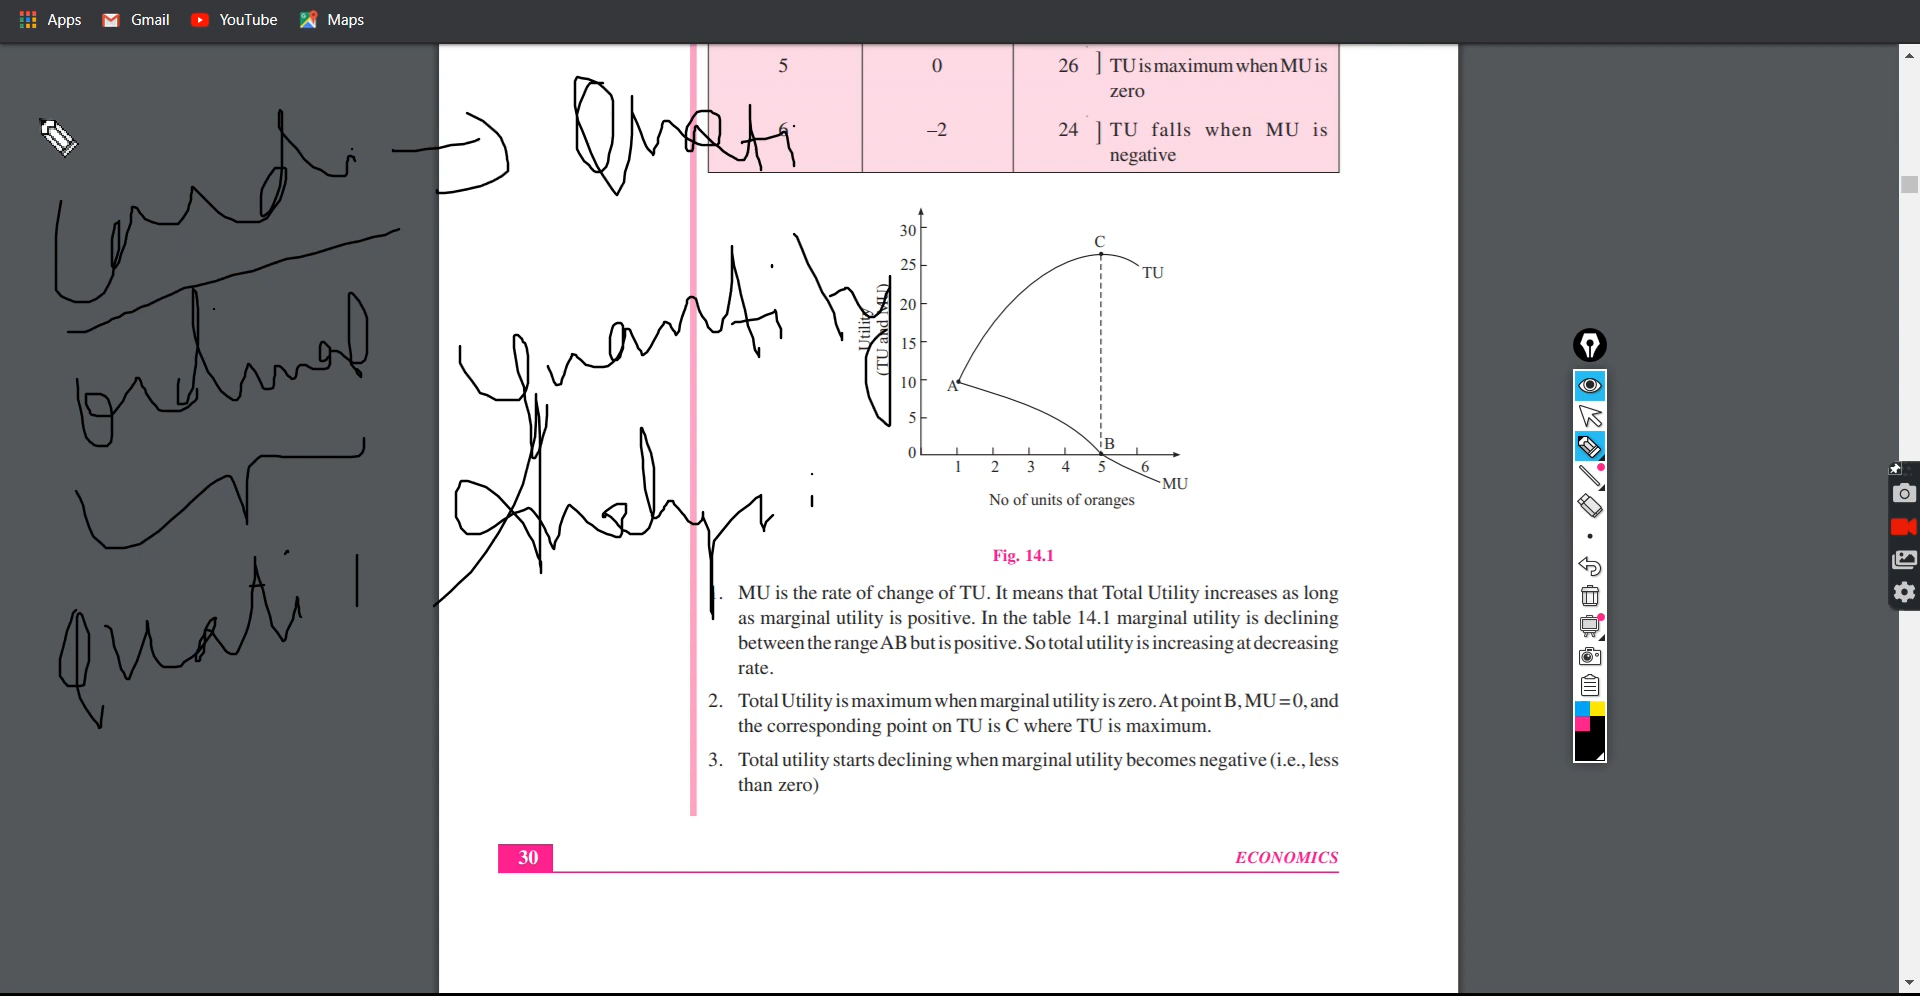 Apps Gmail YouTube Maps
5 0 26 ] TU is maximum when MU is
zero
6 –2 24 ] TU falls when MU is
negative
30
25
20
15
10
5
0
Utility
(TU and MU)
C
TU
A
B
1 2 3 4 5 6
MU
No of units of oranges
Fig. 14.1
1. MU is the rate of change of TU. It means that Total Utility increases as long
as marginal utility is positive. In the table 14.1 marginal utility is declining
between the range AB but is positive. So total utility is increasing at decreasing
rate.
2. Total Utility is maximum when marginal utility is zero. At point B, MU = 0, and
the corresponding point on TU is C where TU is maximum.
3. Total utility starts declining when marginal utility becomes negative (i.e., less
than zero)
30 ECONOMICS
ordinal